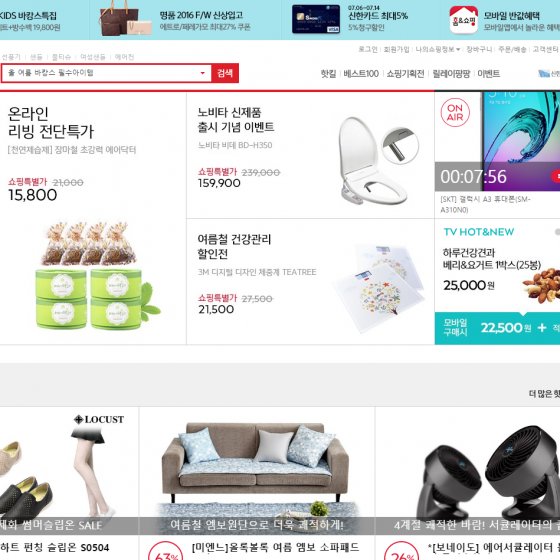 KIDS 바캉스특집
세트+방수백 19,800원
명품 2016 F/W 신상입고
에트로/페레가모 최대27% 쿠폰
07.06~07.14
신한카드 최대5%
5%청구할인
홈&쇼핑
모바일 반값혜택
모바일앱에서 놀라운 혜택
로그인 회원가입 나의쇼핑정보 장바구니 주문/배송 고객센터
선풍기 샌들 물티슈 여성샌들 에어컨
올 여름 바캉스 필수아이템
검색
핫킬 베스트100 쇼핑기획전 릴레이팡팡 이벤트
온라인
리빙 전단특가
[천연제습제] 장마철 초강력 에어닥터
쇼핑특별가 21,000
15,800
노비타 신제품
출시 기념 이벤트
노비타 비데 BD-H350
쇼핑특별가 239,000
159,900
여름철 건강관리
할인전
3M 디지털 디자인 체중계 TEATREE
쇼핑특별가 27,500
21,500
ON
AIR
00:07:56
[SKT] 갤럭시 A3 휴대폰(SM-
A310N0)
TV HOT&NEW
하루건강견과
베리&요거트 1박스(25봉)
25,000원
모바일
구매시
22,500원 + 적
더 많은 핫
LOCUST
썸머슬립온 SALE
하트 펀칭 슬립온 S0504
여름철 엠보원단으로 더욱 쾌적하게!
63%
[미엔느]올록볼록 여름 엠보 소파패드
4계절 쾌적한 바람! 서큘레이터의
26%
[보네이도] 에어서큘레이터